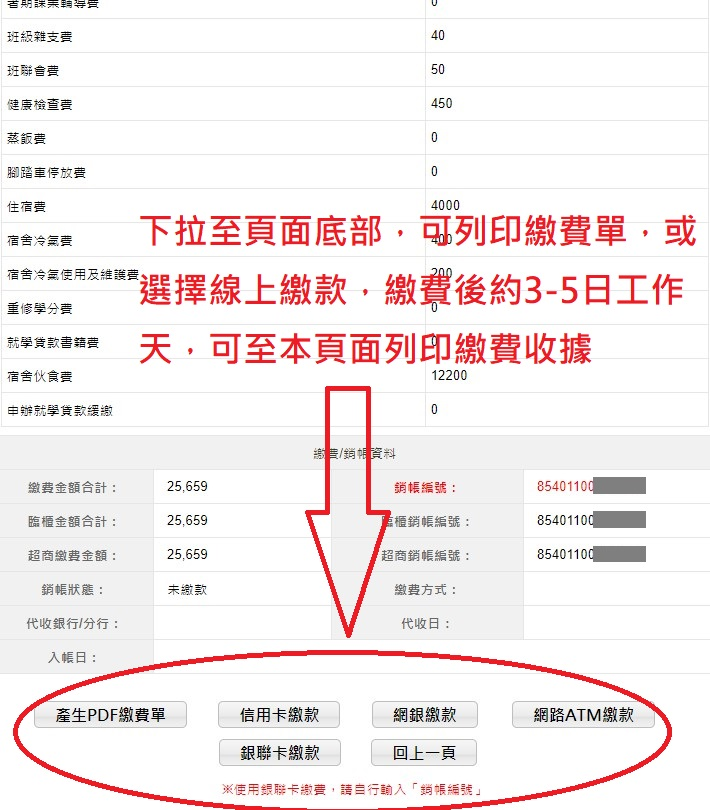 暑期課業輔導費 0
班級雜支費 40
班聯會費 50
健康檢查費 450
蒸飯費 0
腳踏車停放費 0
住宿費 4000
下拉至頁面底部，可列印繳費單，或
宿舍冷氣費 400
宿舍冷氣使用及維護費 200
選擇線上繳款，繳費後約3-5日工作
重修學分費 0
就學貸款書籍費 0
天，可至本頁面列印繳費收據
宿舍伙食費 12200
申辦就學貸款緩繳 0
繳費/銷帳資料
繳費金額合計： 25,659 銷帳編號： 85401100
臨櫃金額合計： 25,659 臨櫃銷帳編號： 85401100
超商繳費金額： 25,659 超商銷帳編號： 85401100
銷帳狀態： 未繳款 繳費方式：
代收銀行/分行： 代收日：
入帳日：
產生PDF繳費單 信用卡繳款 網銀繳款 網路ATM繳款
銀聯卡繳款 回上一頁
※使用銀聯卡繳費，請自行輸入「銷帳編號」